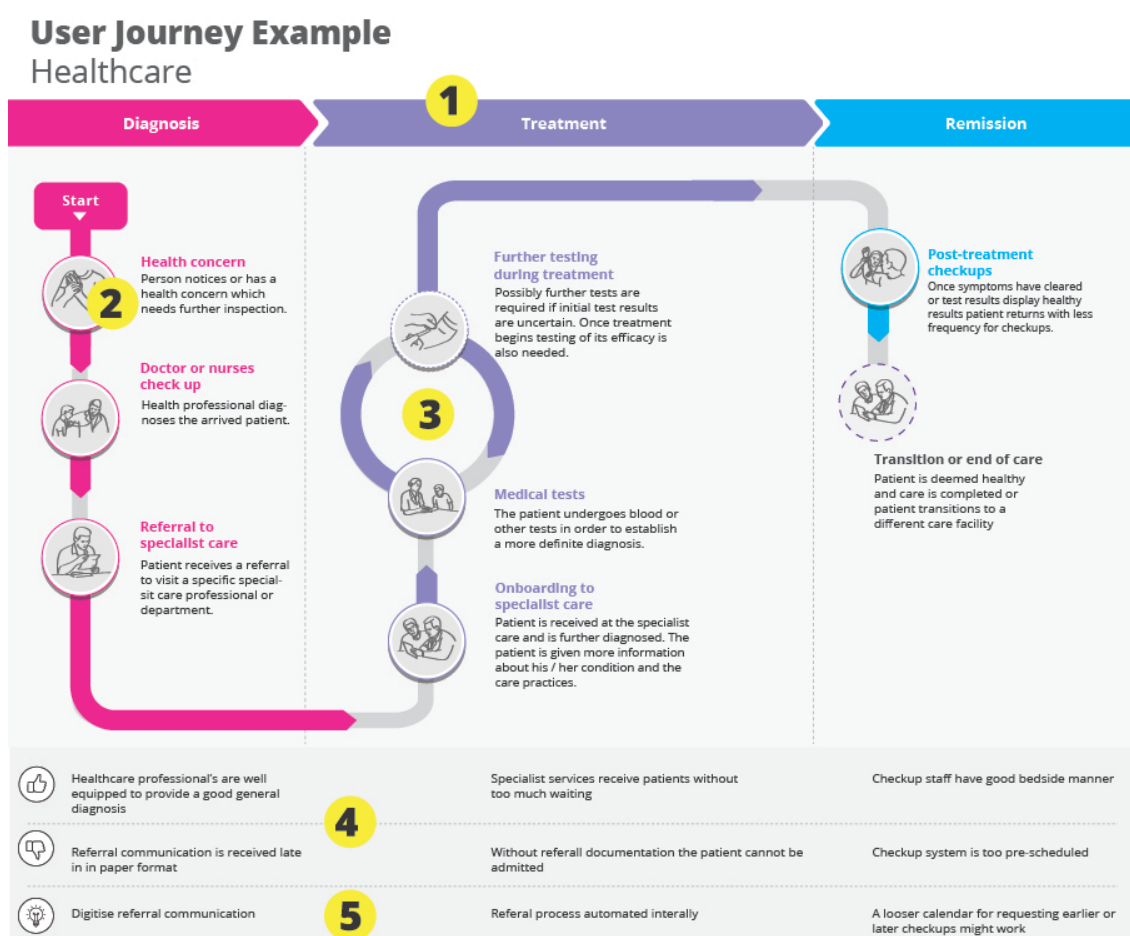 User Journey Example
Healthcare
1
Diagnosis
Treatment
Remission
Start
Health concern
Person notices or has a
health concern which
needs further inspection.
2
Doctor or nurses
check up
Health professional diag-
noses the arrived patient.
Referral to
specialist care
Patient receives a referral
to visit a specific special-
sit care professional or
department.
Further testing
during treatment
Possibly further tests are
required if initial test results
are uncertain. Once treatment
begins testing of its efficacy is
also needed.
3
Medical tests
The patient undergoes blood or
other tests in order to establish
a more definite diagnosis.
Onboarding to
specialist care
Patient is received at the specialist
care and is further diagnosed. The
patient is given more information
about his / her condition and the
care practices.
Post-treatment
checkups
Once symptoms have cleared
or test results display healthy
results patient returns with less
frequency for checkups.
Transition or end of care
Patient is deemed healthy
and care is completed or
patient transitions to a
different care facility
Healthcare professional's are well
equipped to provide a good general
diagnosis
Specialist services receive patients without
too much waiting
Checkup staff have good bedside manner
4
Referral communication is received late
in in paper format
Without referall documentation the patient cannot be
admitted
Checkup system is too pre-scheduled
Digitise referral communication
5
Referal process automated interally
A looser calendar for requesting earlier or
later checkups might work